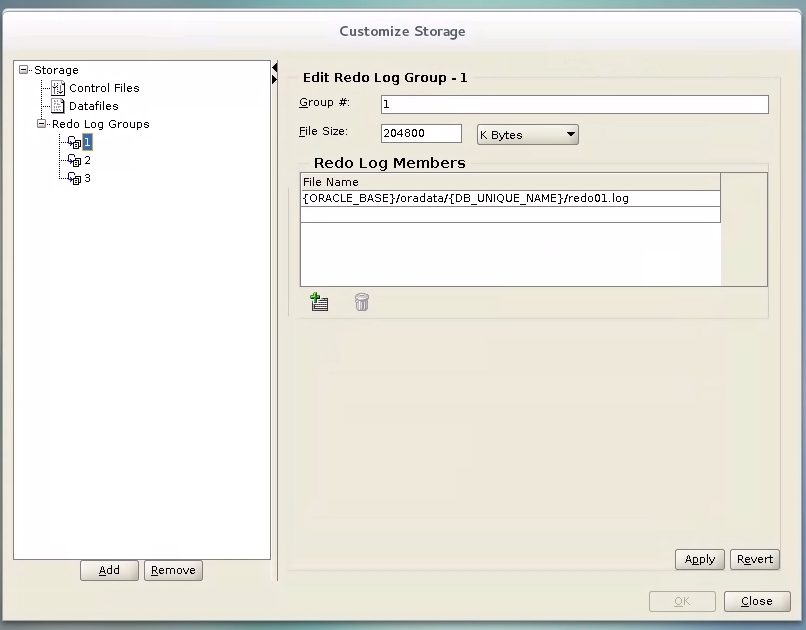 Customize Storage
Storage
Control Files
Datafiles
Redo Log Groups
1
2
3
Add
Remove
Edit Redo Log Group - 1
Group #:
1
File Size:
204800
K Bytes
Redo Log Members
File Name
{ORACLE_BASE}/oradata/{DB_UNIQUE_NAME}/redo01.log
Apply
Revert
OK
Close